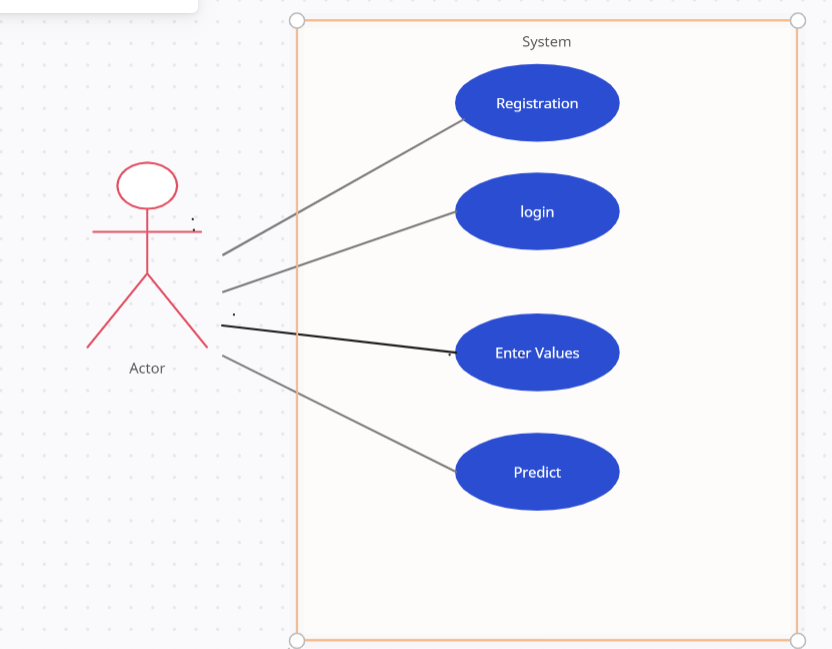 System
Registration
login
Enter Values
Actor
Predict